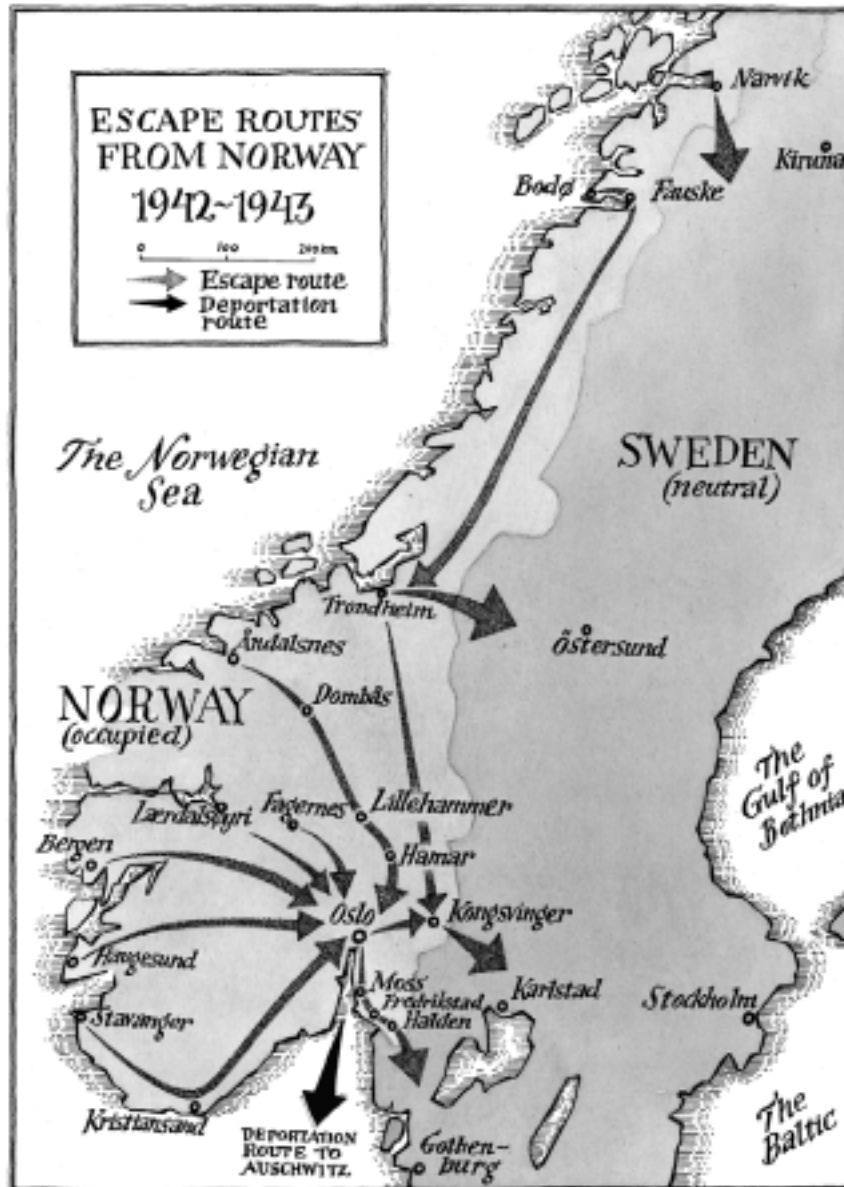 ESCAPE ROUTES
FROM NORWAY
1942~1943
0 100 200 km
Escape route
Deportation
route
Narvik
Kiruna
Bodø
Fauske
The Norwegian
Sea
SWEDEN
(neutral)
Trondheim
Östersund
Åndalsnes
Dombås
NORWAY
(occupied)
The
Gulf of
Bothnia
Lærdalsøyri
Fagernes
Lillehammer
Bergen
Hamar
Oslo
Kongsvinger
Haugesund
Moss
Fredrikstad
Halden
Karlstad
Stockholm
Stavanger
Kristiansand
DEPORTATION
ROUTE TO
AUSCHWITZ
Gothen-
burg
The
Baltic